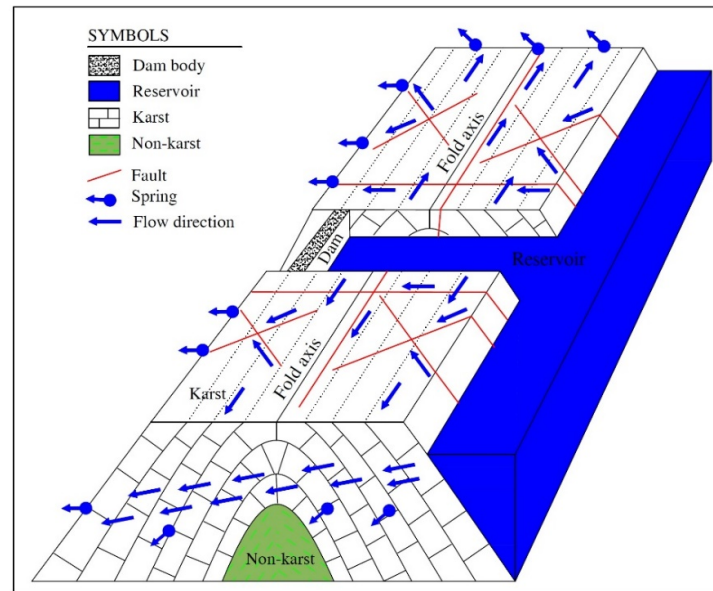 SYMBOLS
Dam body
Reservoir
Karst
Non-karst
Fault
Spring
Flow direction
Fold axis
Dam
Reservoir
Fold axis
Karst
Non-karst